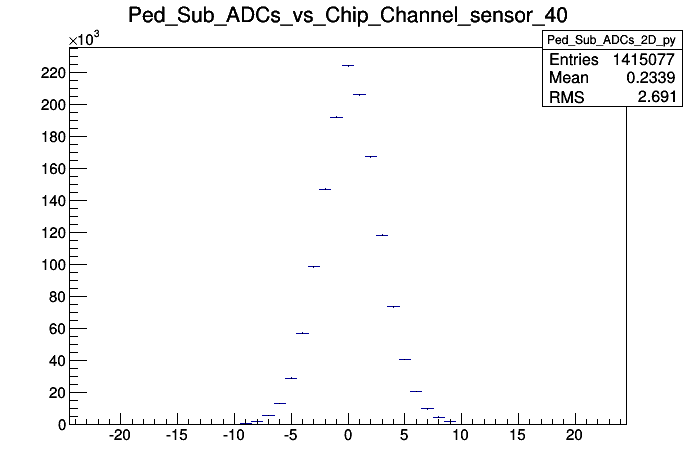 Ped_Sub_ADCs_vs_Chip_Channel_sensor_40
×10³
Ped_Sub_ADCs_2D_py
Entries 1415077
Mean 0.2339
RMS 2.691
220
200
180
160
140
120
100
80
60
40
20
0
-20 -15 -10 -5 0 5 10 15 20